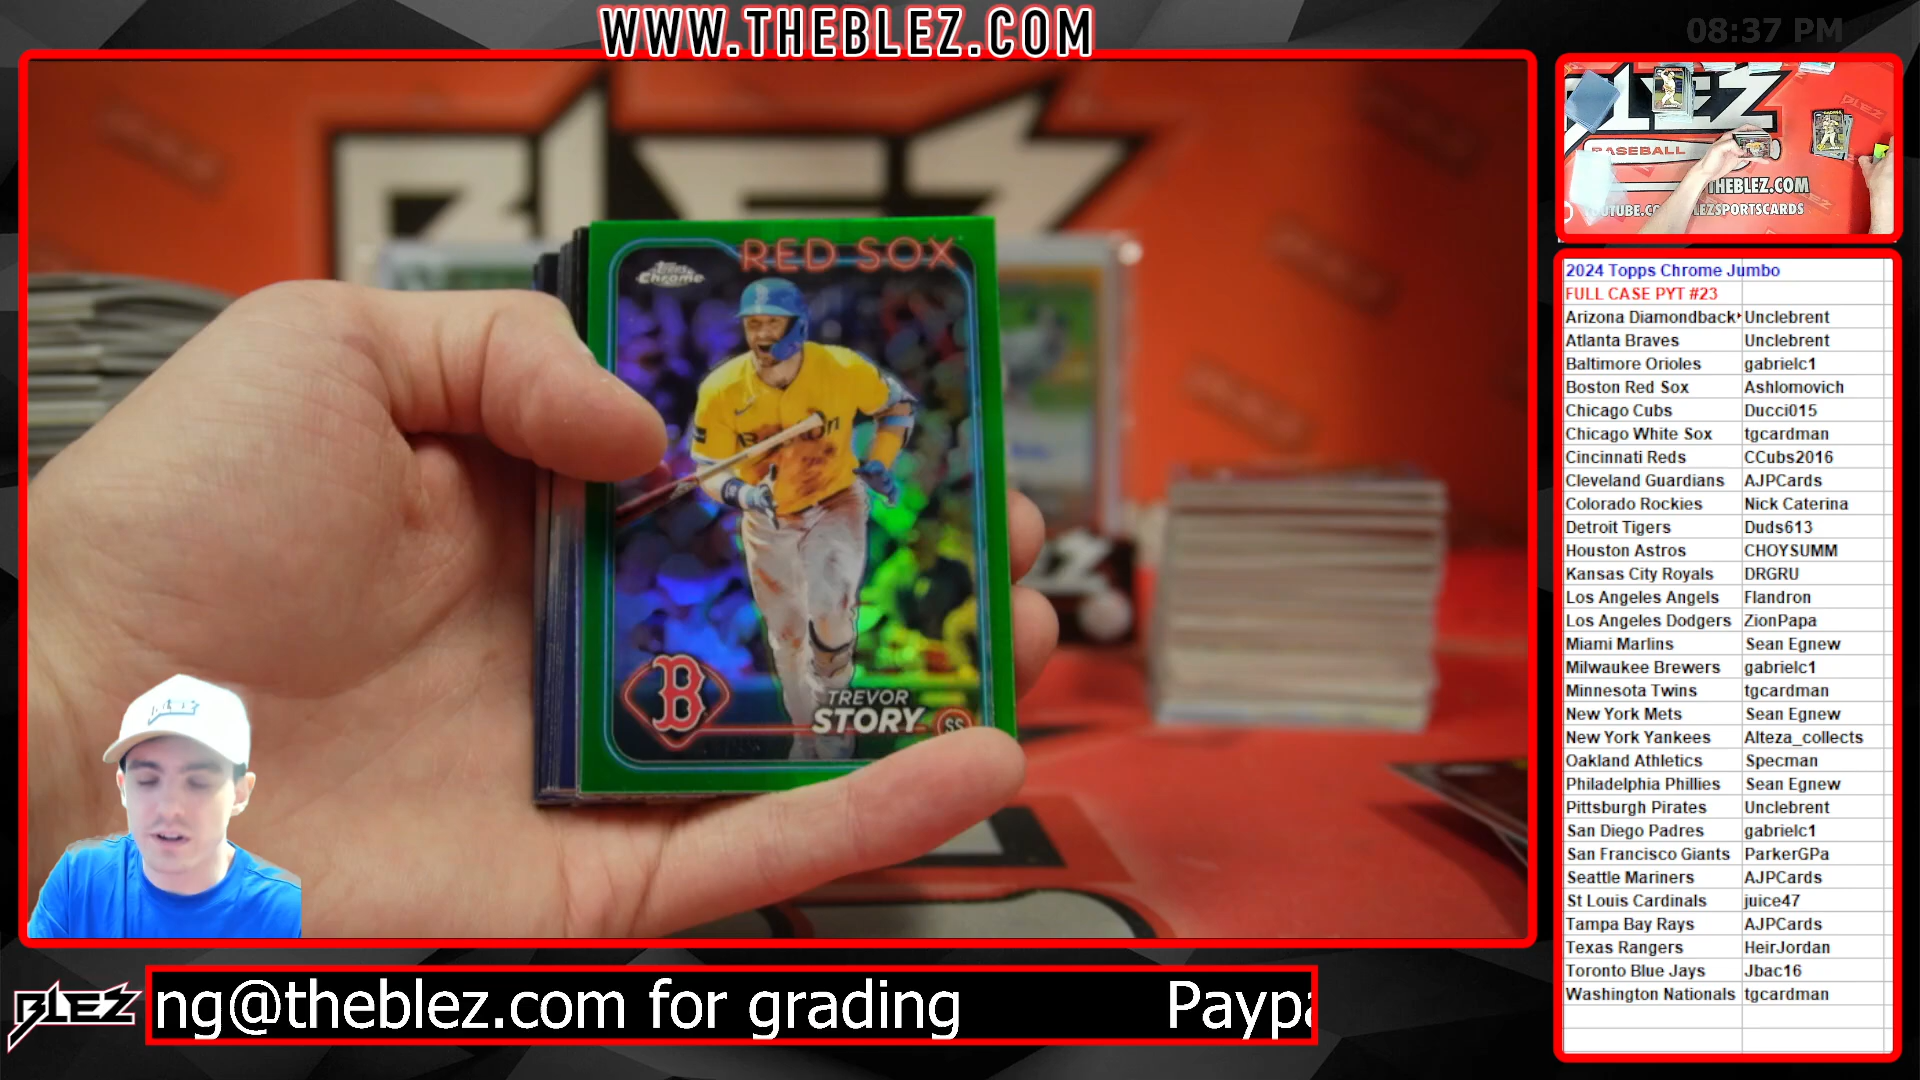 WWW.THEBLEZ.COM
08:37 PM
BLEZ
RED SOX
Topps
Chrome
TREVOR
STORY SS
B
BASEBALL
THEBLEZ.COM
2024 Topps Chrome Jumbo
FULL CASE PYT #23
Arizona Diamondback Unclebrent
Atlanta Braves Unclebrent
Baltimore Orioles gabrielc1
Boston Red Sox Ashlomovich
Chicago Cubs Ducci015
Chicago White Sox tgcardman
Cincinnati Reds CCubs2016
Cleveland Guardians AJPCards
Colorado Rockies Nick Caterina
Detroit Tigers Duds613
Houston Astros CHOYSUMM
Kansas City Royals DRGRU
Los Angeles Angels Flandron
Los Angeles Dodgers ZionPapa
Miami Marlins Sean Egnew
Milwaukee Brewers gabrielc1
Minnesota Twins tgcardman
New York Mets Sean Egnew
New York Yankees Alteza_collects
Oakland Athletics Specman
Philadelphia Phillies Sean Egnew
Pittsburgh Pirates Unclebrent
San Diego Padres gabrielc1
San Francisco Giants ParkerGPa
Seattle Mariners AJPCards
St Louis Cardinals juice47
Tampa Bay Rays AJPCards
Texas Rangers HeirJordan
Toronto Blue Jays Jbac16
Washington Nationals tgcardman
BLEZ
ng@theblez.com for grading Paypa